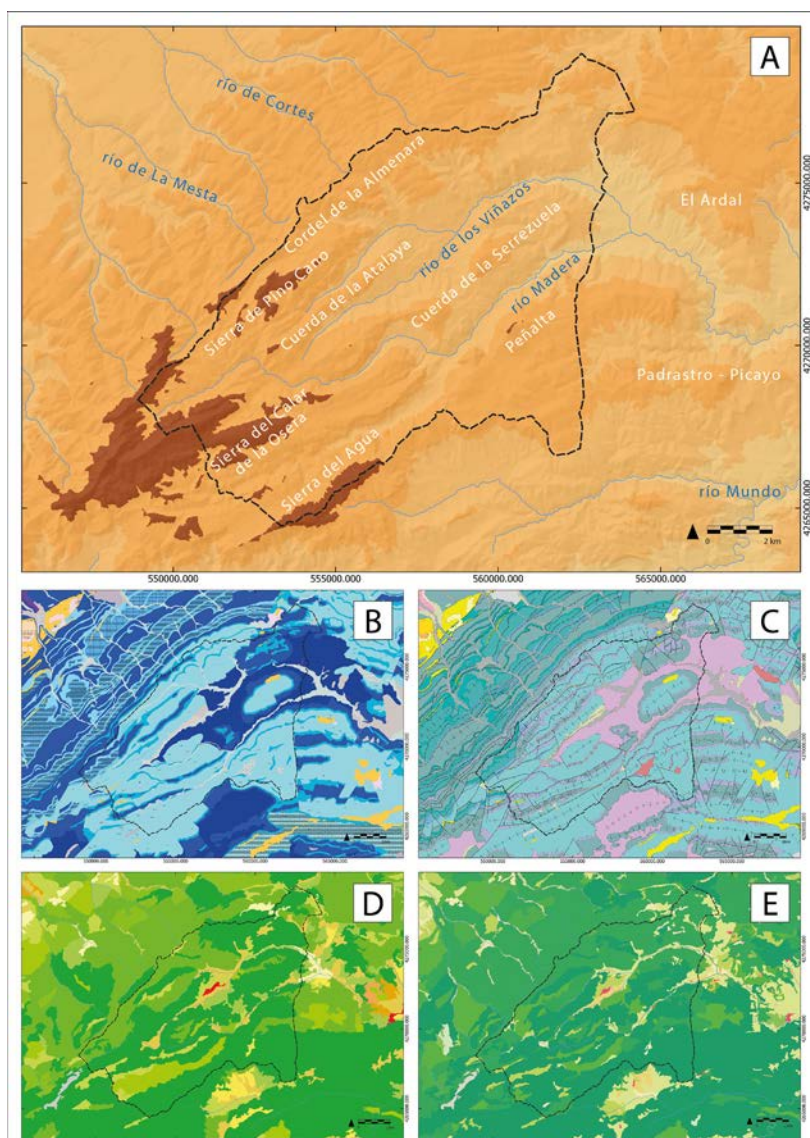 A
río de Cortes
río de La Mesta
Cordel de la Almenara
río de los Viñazos
El Ardal
4275000.000
Sierra de Pino Cano
Cuerda de la Atalaya
Cuerda de la Serrezuela
río Madera
Peñalta
4270000.000
Padrastro - Picayo
Sierra del Calar
de la Osera
Sierra del Agua
río Mundo
4265000.000
0 2 km
550000.000 555000.000 560000.000 565000.000
B
C
D
E